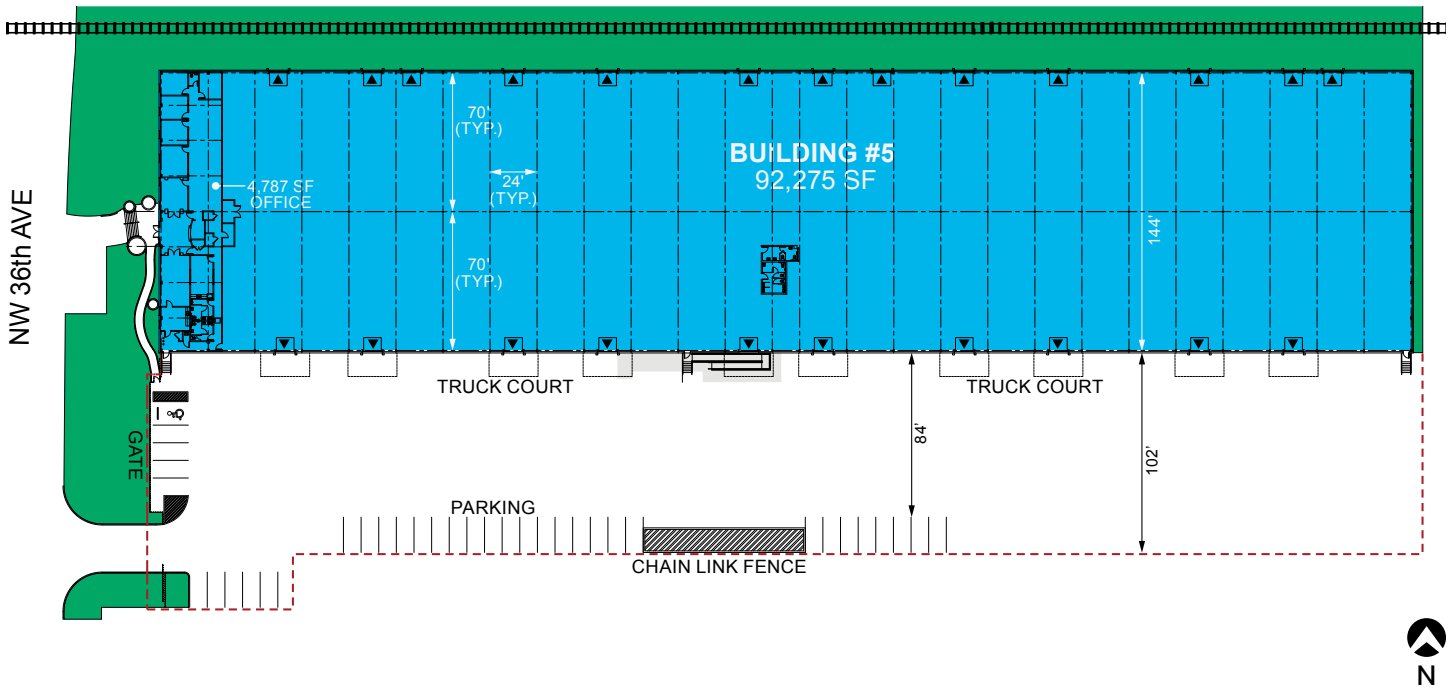 70'
(TYP.)
BUILDING #5
92,275 SF
24'
(TYP.)
4,787 SF
OFFICE
NW 36th AVE
144'
70'
(TYP.)
TRUCK COURT
TRUCK COURT
84'
102'
GATE
PARKING
CHAIN LINK FENCE
N